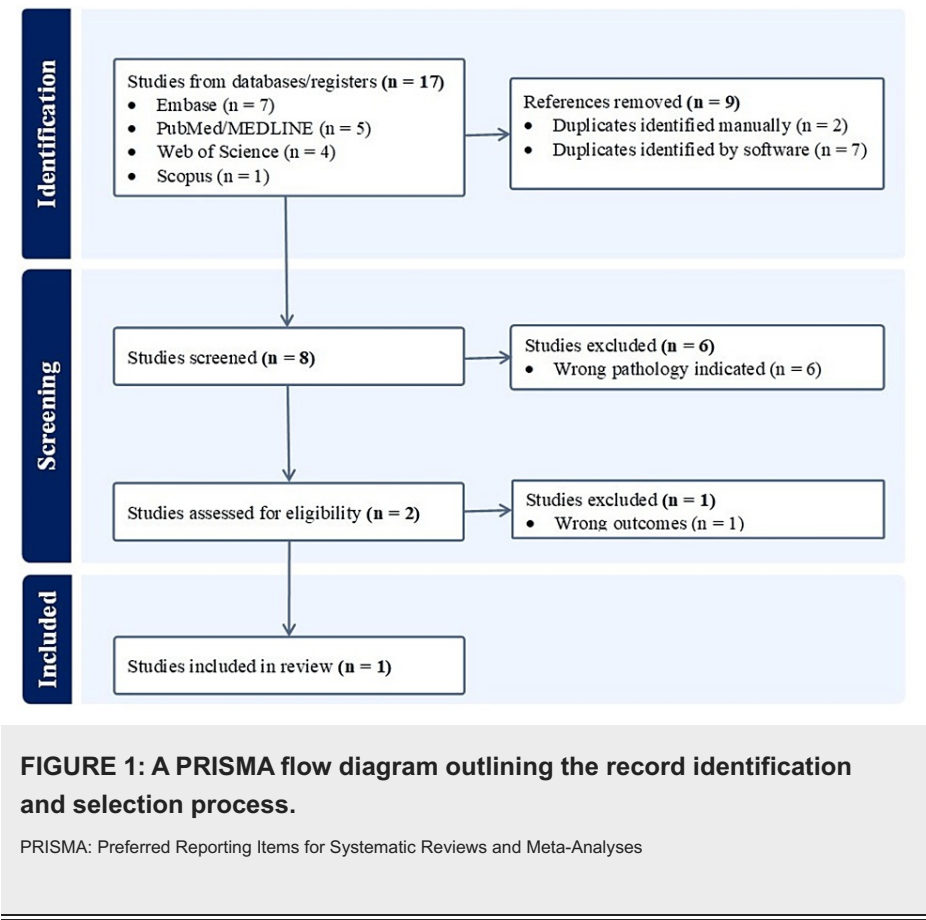 Identification
Studies from databases/registers (n = 17)
• Embase (n = 7)
• PubMed/MEDLINE (n = 5)
• Web of Science (n = 4)
• Scopus (n = 1)
References removed (n = 9)
• Duplicates identified manually (n = 2)
• Duplicates identified by software (n = 7)
Screening
Studies screened (n = 8)
Studies excluded (n = 6)
• Wrong pathology indicated (n = 6)
Studies assessed for eligibility (n = 2)
Studies excluded (n = 1)
• Wrong outcomes (n = 1)
Included
Studies included in review (n = 1)
FIGURE 1: A PRISMA flow diagram outlining the record identification
and selection process.
PRISMA: Preferred Reporting Items for Systematic Reviews and Meta-Analyses